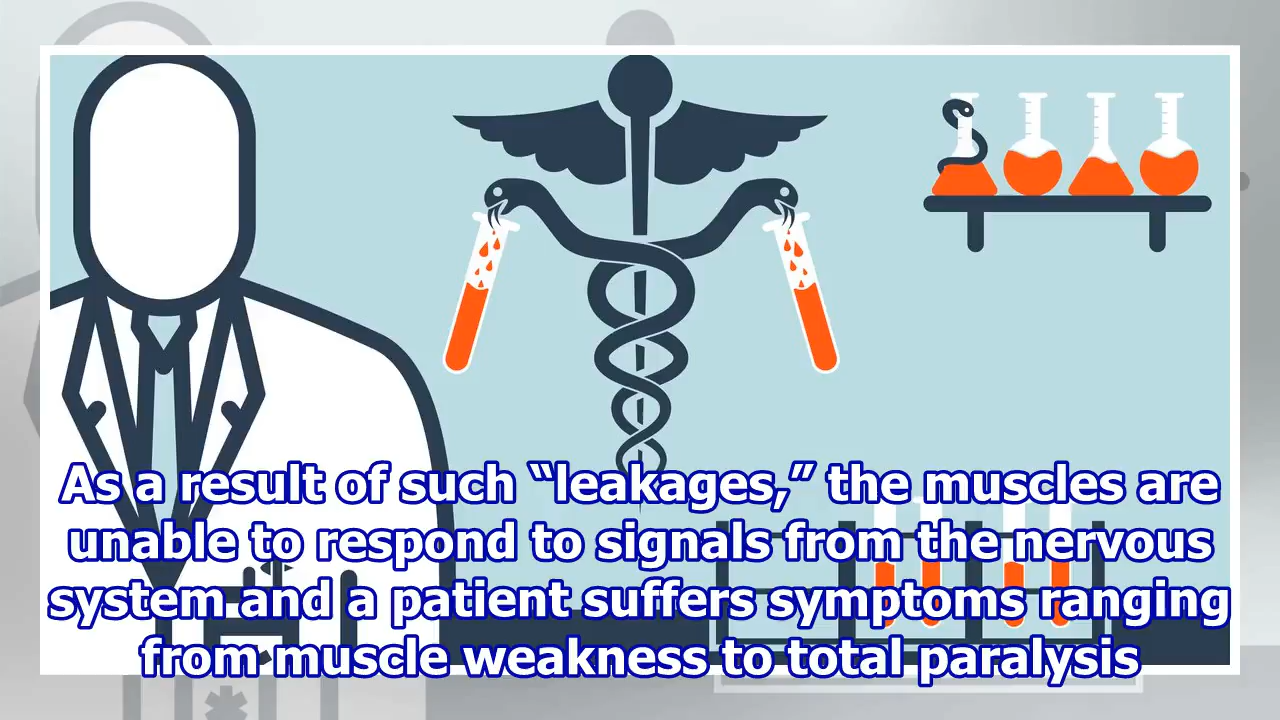 As a result of such “leakages,” the muscles are
unable to respond to signals from the nervous
system and a patient suffers symptoms ranging
from muscle weakness to total paralysis